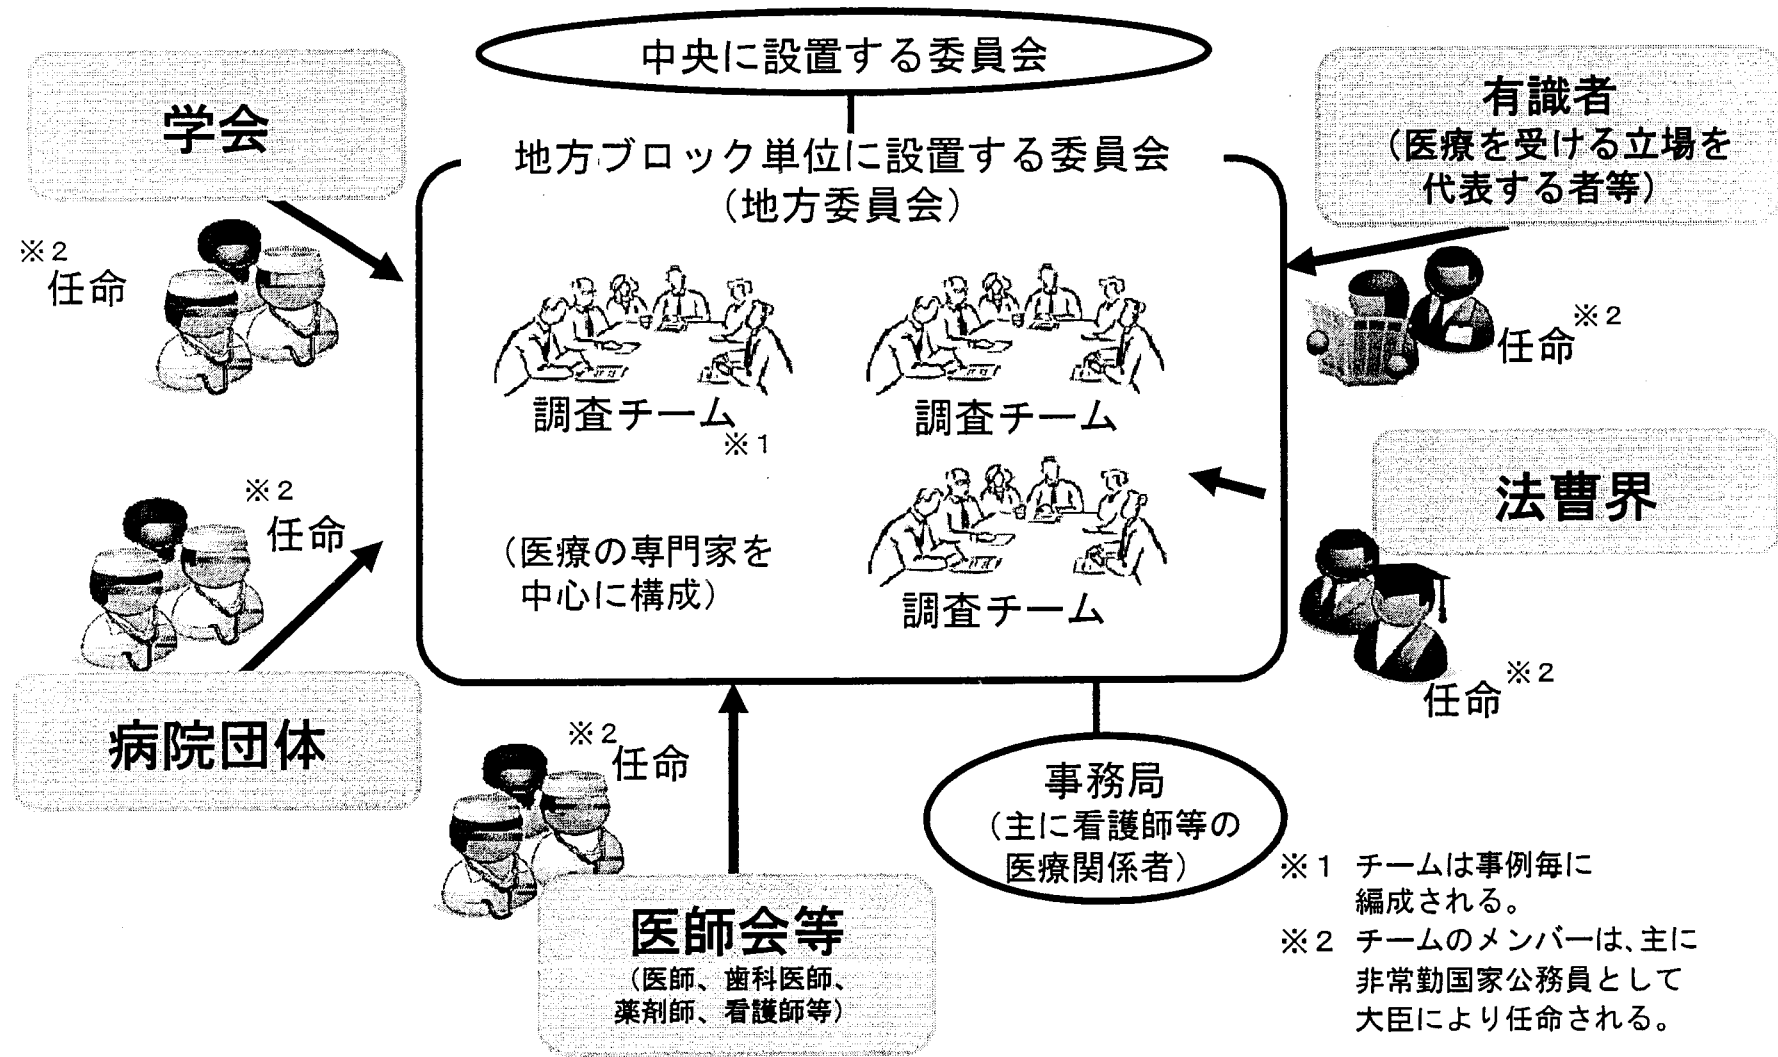 中央に設置する委員会
学会
有識者
（医療を受ける立場を
代表する者等）
地方ブロック単位に設置する委員会
（地方委員会）
※2
任命
任命※2
調査チーム
※1
調査チーム
※2
任命
法曹界
（医療の専門家を
中心に構成）
調査チーム
任命※2
病院団体
※2
任命
事務局
（主に看護師等の
医療関係者）
医師会等
（医師、歯科医師、
薬剤師、看護師等）
※1 チームは事例毎に
編成される。
※2 チームのメンバーは、主に
非常勤国家公務員として
大臣により任命される。